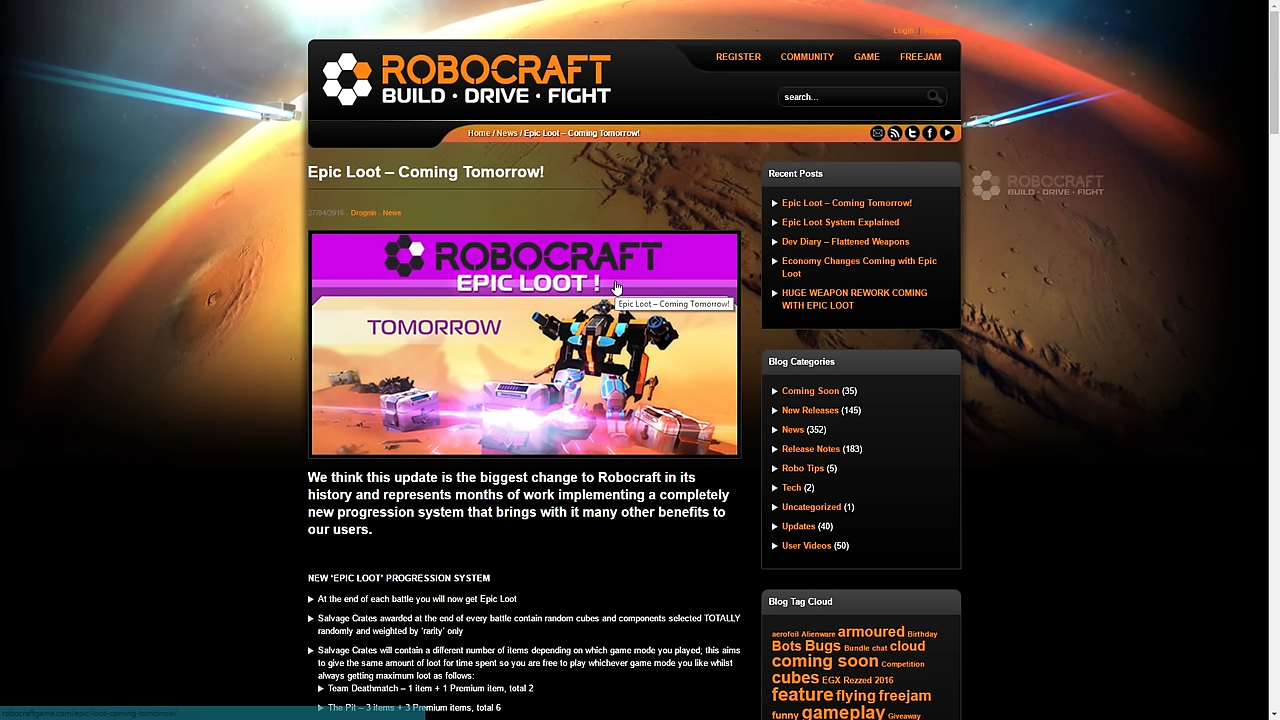 Login | Register
ROBOCRAFT
BUILD · DRIVE · FIGHT
REGISTER COMMUNITY GAME FREEJAM
search...
Home / News / Epic Loot – Coming Tomorrow!
Epic Loot – Coming Tomorrow!
27/04/2016 - Drognin - News
ROBOCRAFT
EPIC LOOT !
Epic Loot – Coming Tomorrow!
TOMORROW
We think this update is the biggest change to Robocraft in its
history and represents months of work implementing a completely
new progression system that brings with it many other benefits to
our users.
NEW ‘EPIC LOOT’ PROGRESSION SYSTEM
At the end of each battle you will now get Epic Loot
Salvage Crates awarded at the end of every battle contain random cubes and components selected TOTALLY
randomly and weighted by ‘rarity’ only
Salvage Crates will contain a different number of items depending on which game mode you played; this aims
to give the same amount of loot for time spent so you are free to play whichever game mode you like whilst
always getting maximum loot as follows:
Team Deathmatch – 1 item + 1 Premium item, total 2
The Pit – 3 items + 3 Premium items, total 6
robocraftgame.com/epic-loot-coming-tomorrow/
Recent Posts
Epic Loot – Coming Tomorrow!
Epic Loot System Explained
Dev Diary – Flattened Weapons
Economy Changes Coming with Epic
Loot
HUGE WEAPON REWORK COMING
WITH EPIC LOOT
Blog Categories
Coming Soon (35)
New Releases (145)
News (352)
Release Notes (183)
Robo Tips (5)
Tech (2)
Uncategorized (1)
Updates (40)
User Videos (50)
Blog Tag Cloud
aerofoil Alienware armoured Birthday
Bots Bugs Bundle chat cloud
coming soon Competition
cubes EGX Rezzed 2016
feature flying freejam
funny gameplay Giveaway
ROBOCRAFT
BUILD · DRIVE · FIGHT